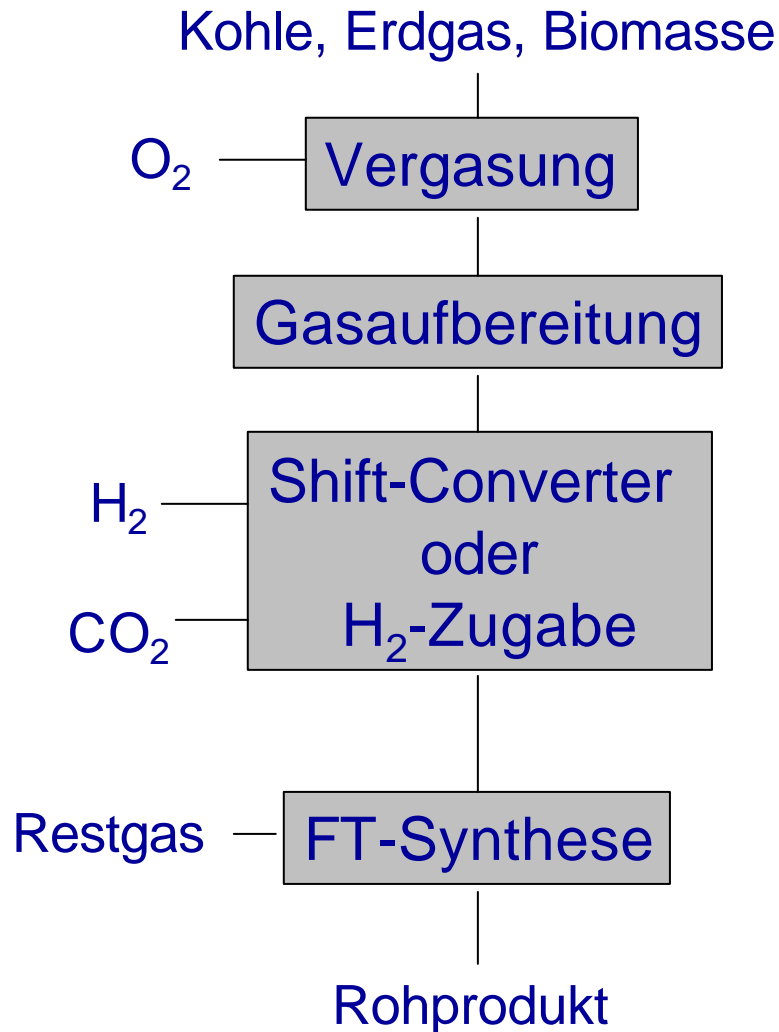 Kohle, Erdgas, Biomasse
O₂
Vergasung
Gasaufbereitung
Shift-Converter
H₂
oder
CO₂
H₂-Zugabe
Restgas
FT-Synthese
Rohprodukt